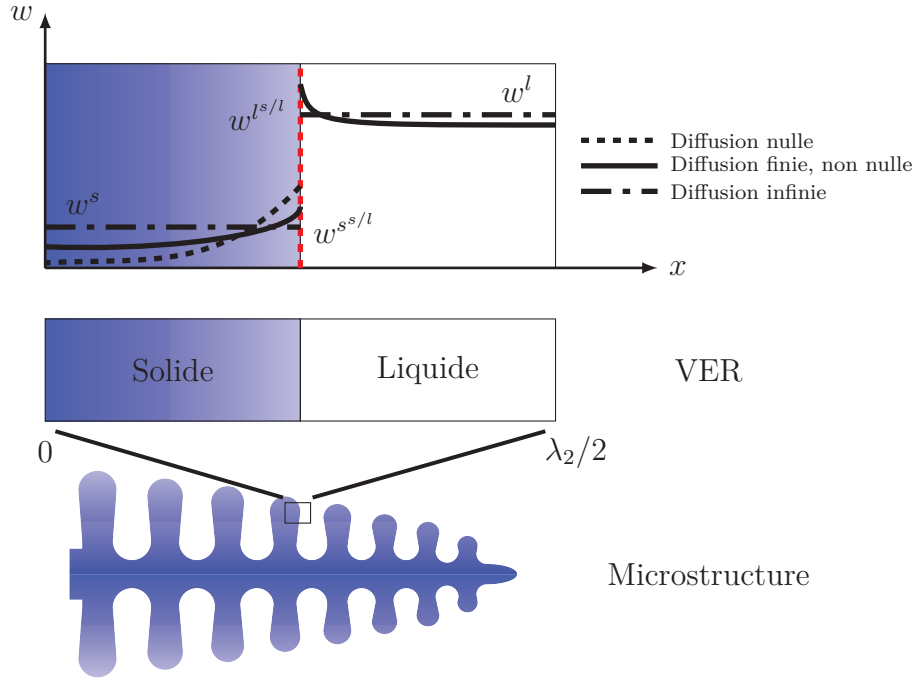 w
w^{l^{s/l}}
w^l
Diffusion nulle
Diffusion finie, non nulle
Diffusion infinie
w^s
w^{s^{s/l}}
x
Solide
Liquide
VER
0
λ₂/2
Microstructure